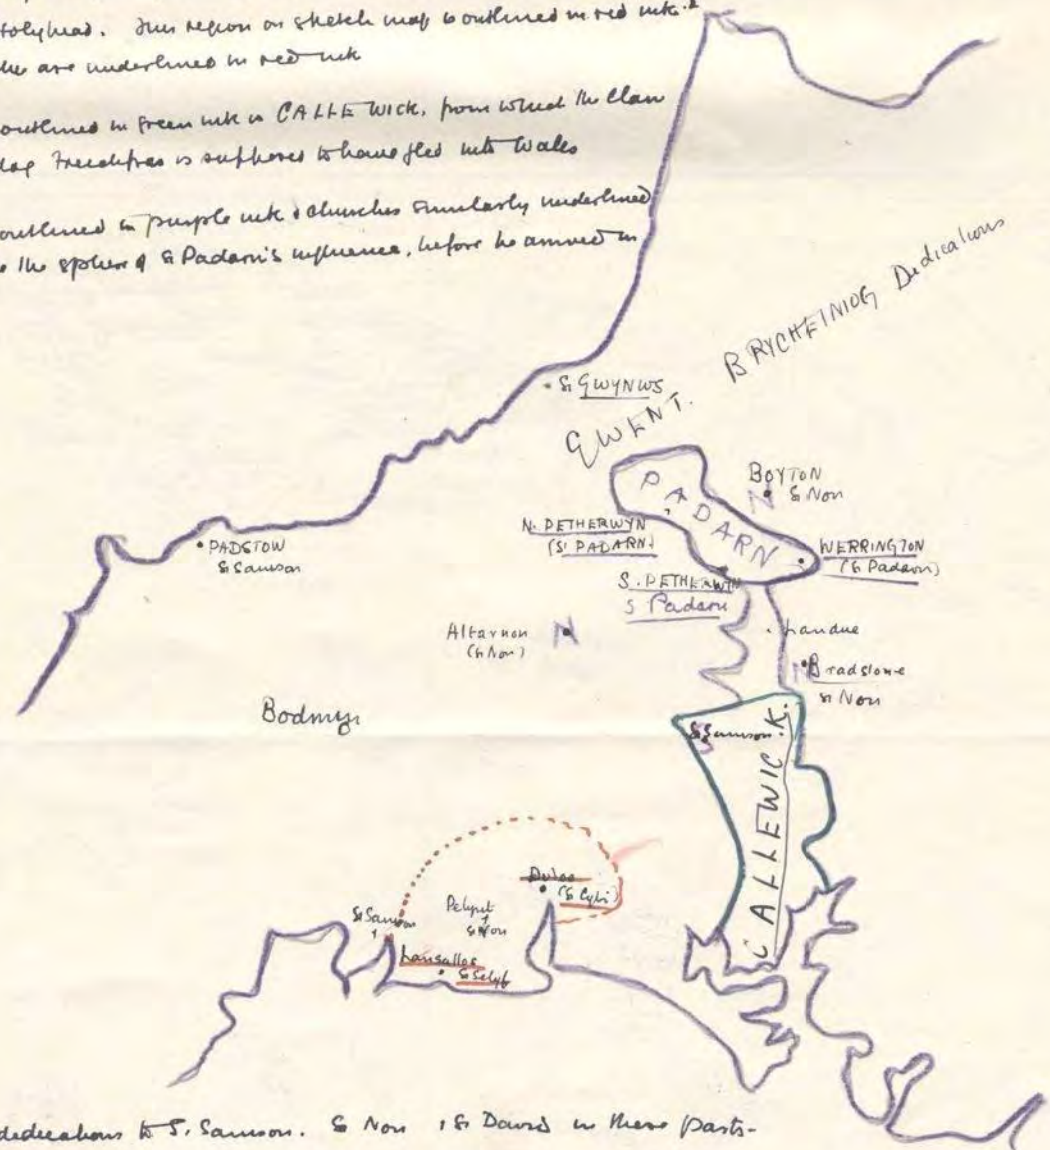 Holyhead. This region on sketch map is outlined in red ink.
are underlined in red ink
outlined in green ink is CALLEWICK, from which the Clan
Freichfras is supposed to have fled into Wales
outlined in purple ink & churches similarly underlined
the sphere of S Padarn's influence, before he arrived in
BRYCHEINIOG Dedications
GWENT.
S GWYNWS
PADARN
BOYTON
S Non
N
N. PETHERWYN
(S. PADARN)
WERRINGTON
(S Padarn)
S. PETHERWYN
S Padarn
PADSTOW
S Samson
Altarnon
(S Non)
N
Landue
N
Bradstone
S Non
Bodmyn
S Samson
S
CALLEWICK.
Duloe
(S Cybi)
Pelynt
S Non
S Samson
Lansallos
S Selyf
dedications to S. Samson. S Non & S David in these parts-